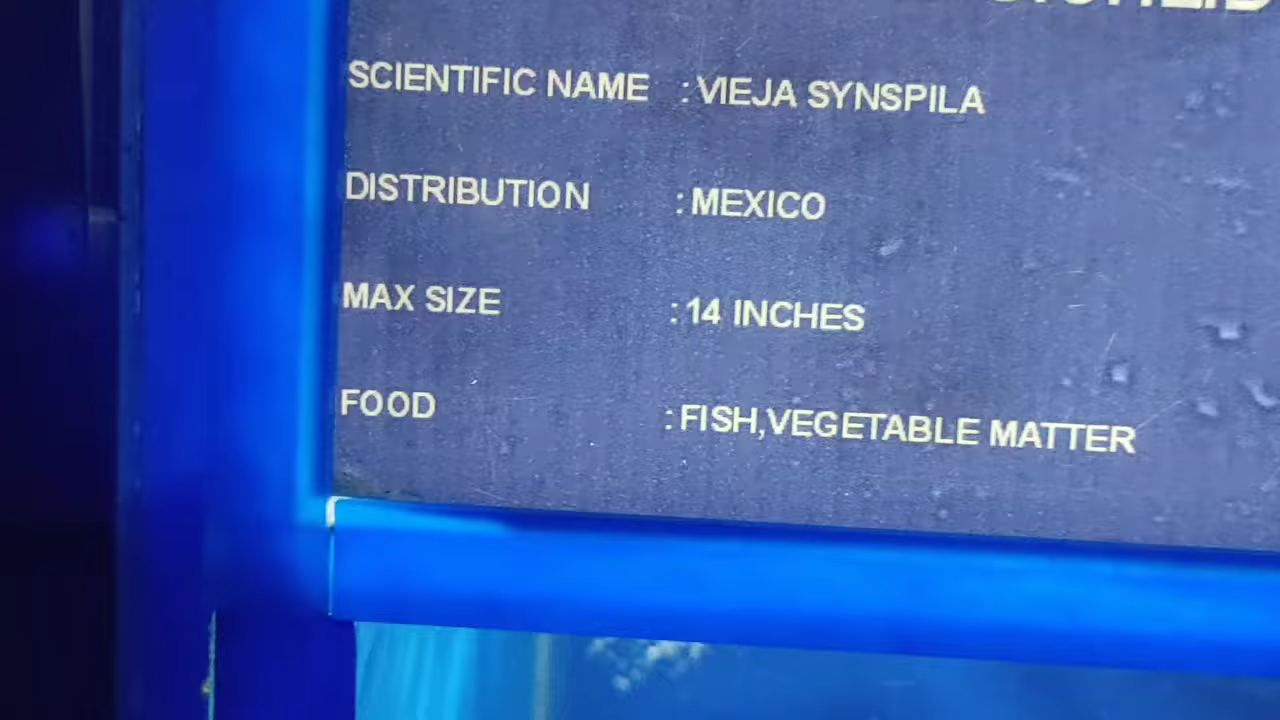 SCIENTIFIC NAME : VIEJA SYNSPILA
DISTRIBUTION : MEXICO
MAX SIZE : 14 INCHES
FOOD : FISH,VEGETABLE MATTER